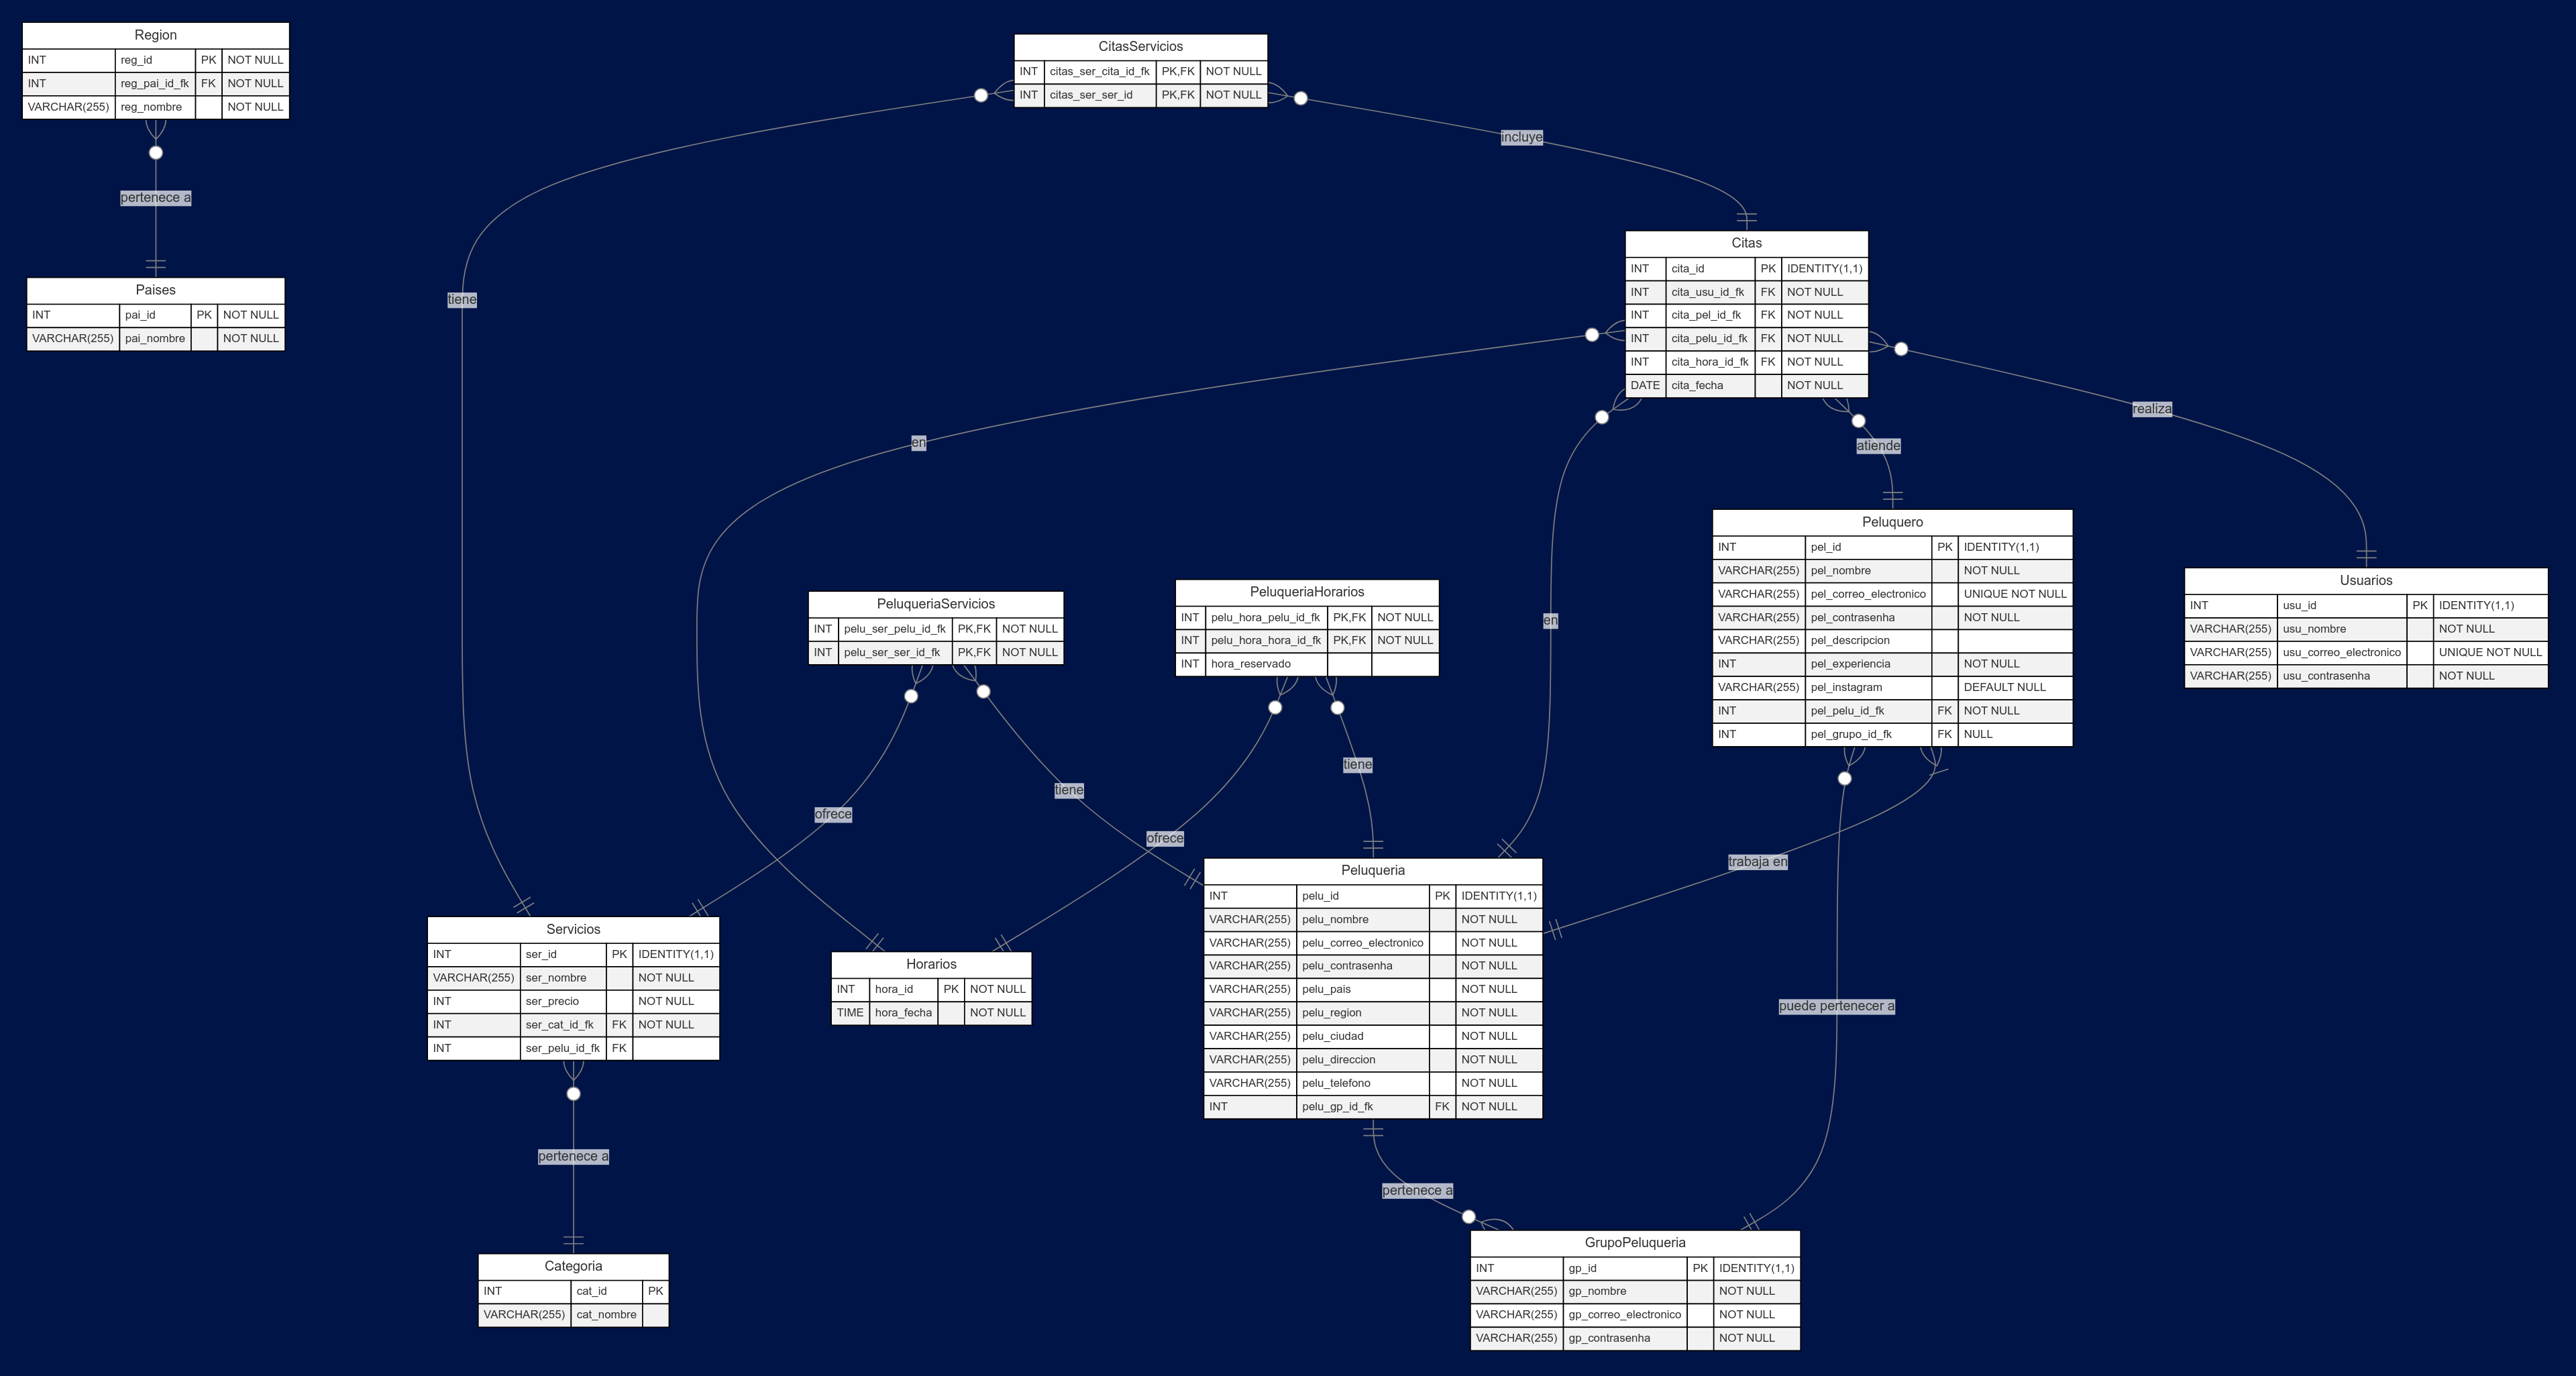 Region
INT reg_id PK NOT NULL
INT reg_pai_id_fk FK NOT NULL
VARCHAR(255) reg_nombre NOT NULL
pertenece a
Paises
INT pai_id PK NOT NULL
VARCHAR(255) pai_nombre NOT NULL
CitasServicios
INT citas_ser_cita_id_fk PK,FK NOT NULL
INT citas_ser_ser_id PK,FK NOT NULL
incluye
tiene
Citas
INT cita_id PK IDENTITY(1,1)
INT cita_usu_id_fk FK NOT NULL
INT cita_pel_id_fk FK NOT NULL
INT cita_pelu_id_fk FK NOT NULL
INT cita_hora_id_fk FK NOT NULL
DATE cita_fecha NOT NULL
realiza
en
atiende
Peluquero
INT pel_id PK IDENTITY(1,1)
VARCHAR(255) pel_nombre NOT NULL
VARCHAR(255) pel_correo_electronico UNIQUE NOT NULL
VARCHAR(255) pel_contrasenha NOT NULL
VARCHAR(255) pel_descripcion
INT pel_experiencia NOT NULL
VARCHAR(255) pel_instagram DEFAULT NULL
INT pel_pelu_id_fk FK NOT NULL
INT pel_grupo_id_fk FK NULL
Usuarios
INT usu_id PK IDENTITY(1,1)
VARCHAR(255) usu_nombre NOT NULL
VARCHAR(255) usu_correo_electronico UNIQUE NOT NULL
VARCHAR(255) usu_contrasenha NOT NULL
PeluqueriaServicios
INT pelu_ser_pelu_id_fk PK,FK NOT NULL
INT pelu_ser_ser_id_fk PK,FK NOT NULL
PeluqueriaHorarios
INT pelu_hora_pelu_id_fk PK,FK NOT NULL
INT pelu_hora_hora_id_fk PK,FK NOT NULL
INT hora_reservado
en
tiene
tiene
ofrece
ofrece
trabaja en
Peluqueria
INT pelu_id PK IDENTITY(1,1)
VARCHAR(255) pelu_nombre NOT NULL
VARCHAR(255) pelu_correo_electronico NOT NULL
VARCHAR(255) pelu_contrasenha NOT NULL
VARCHAR(255) pelu_pais NOT NULL
VARCHAR(255) pelu_region NOT NULL
VARCHAR(255) pelu_ciudad NOT NULL
VARCHAR(255) pelu_direccion NOT NULL
VARCHAR(255) pelu_telefono NOT NULL
INT pelu_gp_id_fk FK NOT NULL
Servicios
INT ser_id PK IDENTITY(1,1)
VARCHAR(255) ser_nombre NOT NULL
INT ser_precio NOT NULL
INT ser_cat_id_fk FK NOT NULL
INT ser_pelu_id_fk FK
Horarios
INT hora_id PK NOT NULL
TIME hora_fecha NOT NULL
puede pertenecer a
pertenece a
pertenece a
Categoria
INT cat_id PK
VARCHAR(255) cat_nombre
GrupoPeluqueria
INT gp_id PK IDENTITY(1,1)
VARCHAR(255) gp_nombre NOT NULL
VARCHAR(255) gp_correo_electronico NOT NULL
VARCHAR(255) gp_contrasenha NOT NULL